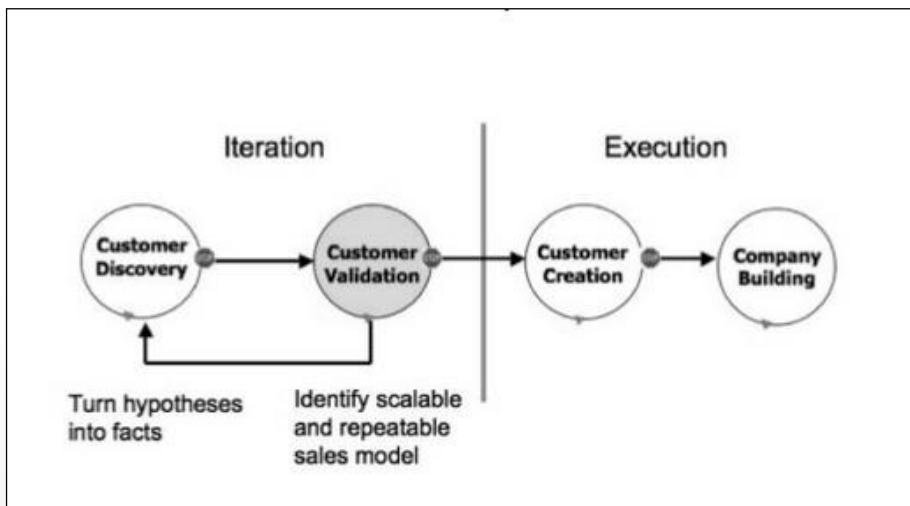 Iteration
Execution
Customer
Discovery
Customer
Validation
Customer
Creation
Company
Building
Turn hypotheses
into facts
Identify scalable
and repeatable
sales model